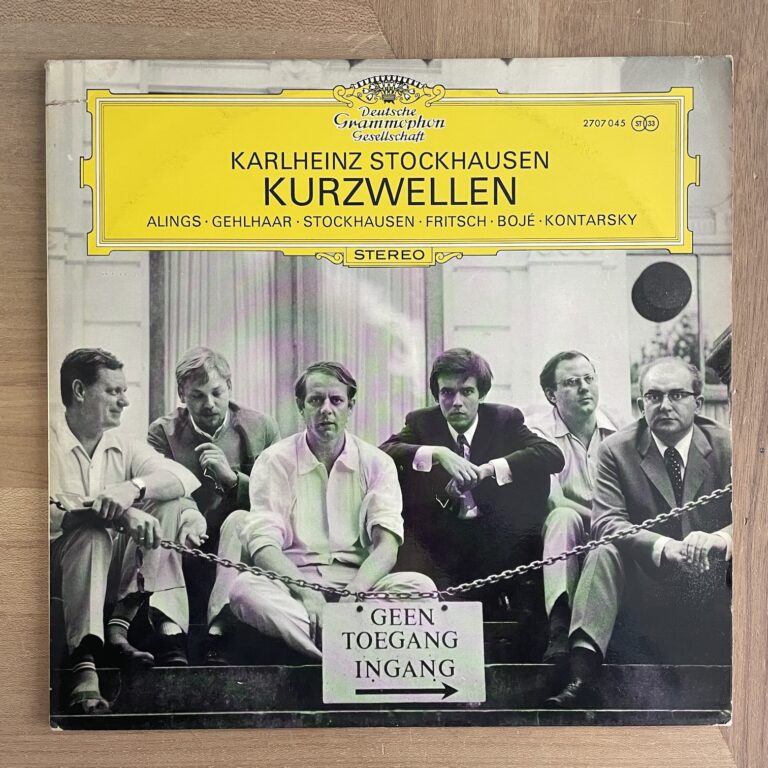 Deutsche
Grammophon
Gesellschaft
2707 045 ST 33
KARLHEINZ STOCKHAUSEN
KURZWELLEN
ALINGS · GEHLHAAR · STOCKHAUSEN · FRITSCH · BOJÉ · KONTARSKY
STEREO
GEEN
TOEGANG
INGANG